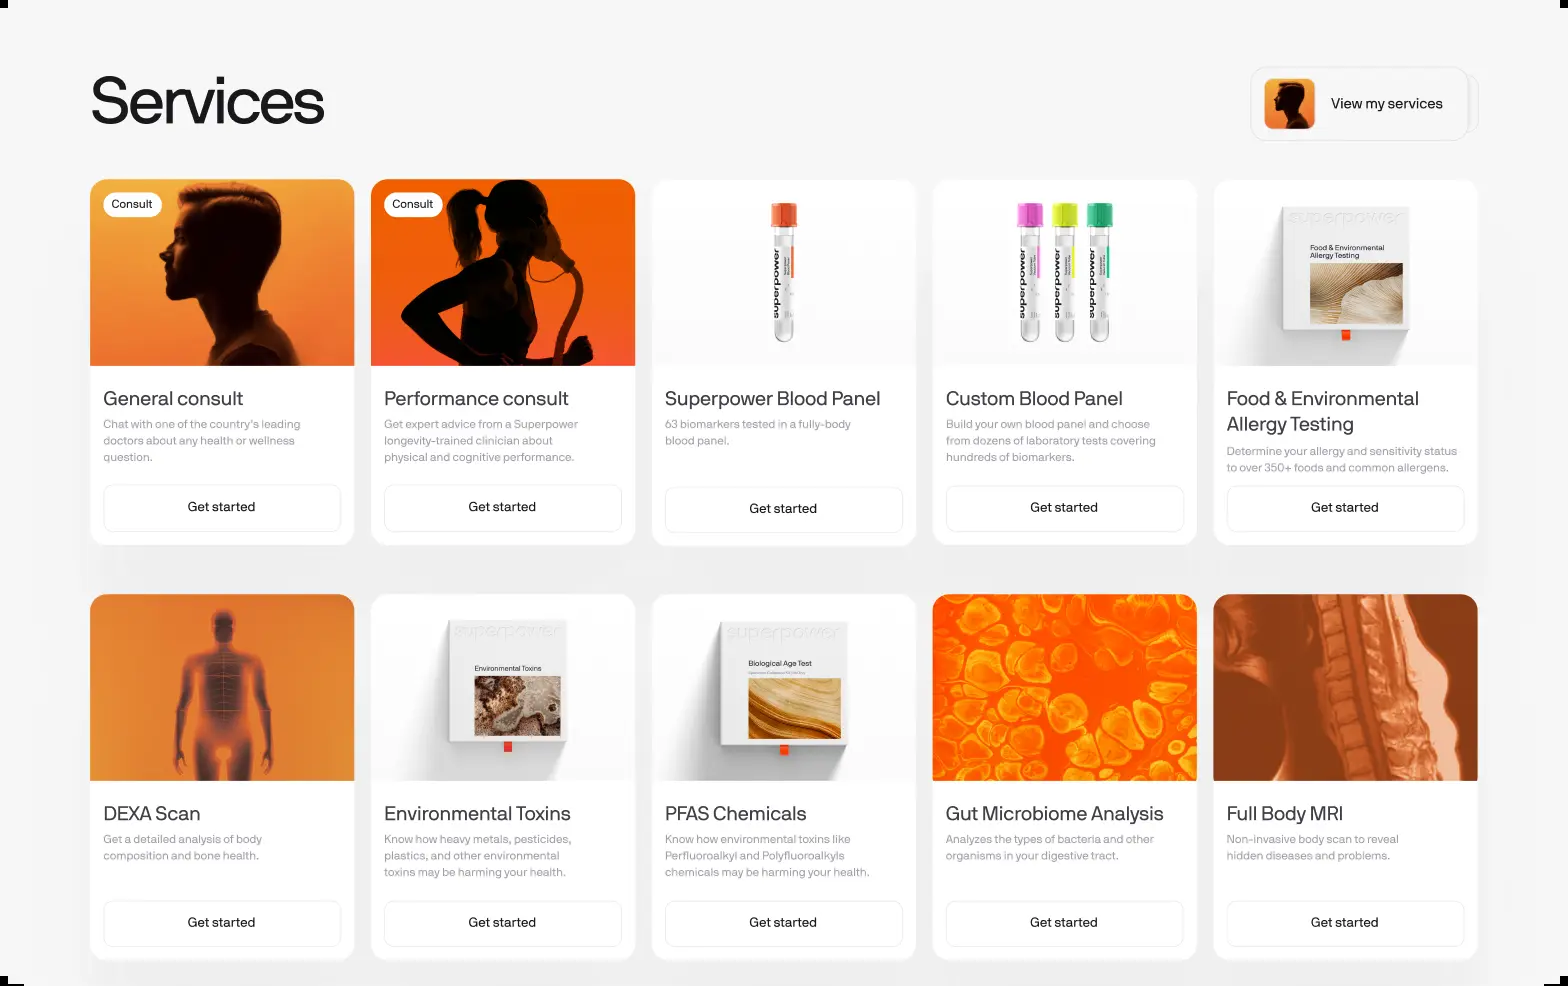 Services
View my services
Consult
General consult
Chat with one of the country's leading
doctors about any health or wellness
question.
Get started
Consult
Performance consult
Get expert advice from a Superpower
longevity-trained clinician about
physical and cognitive performance.
Get started
superpower
Superpower Blood Panel
63 biomarkers tested in a fully-body
blood panel.
Get started
superpower
superpower
superpower
Custom Blood Panel
Build your own blood panel and choose
from dozens of laboratory tests covering
hundreds of biomarkers.
Get started
superpower
Food & Environmental
Allergy Testing
Food & Environmental
Allergy Testing
Determine your allergy and sensitivity status
to over 350+ foods and common allergens.
Get started
DEXA Scan
Get a detailed analysis of body
composition and bone health.
Get started
superpower
Environmental Toxins
Environmental Toxins
Know how heavy metals, pesticides,
plastics, and other environmental
toxins may be harming your health.
Get started
superpower
Biological Age Test
PFAS Chemicals
Know how environmental toxins like
Perfluoroalkyl and Polyfluoroalkyls
chemicals may be harming your health.
Get started
Gut Microbiome Analysis
Analyzes the types of bacteria and other
organisms in your digestive tract.
Get started
Full Body MRI
Non-invasive body scan to reveal
hidden diseases and problems.
Get started